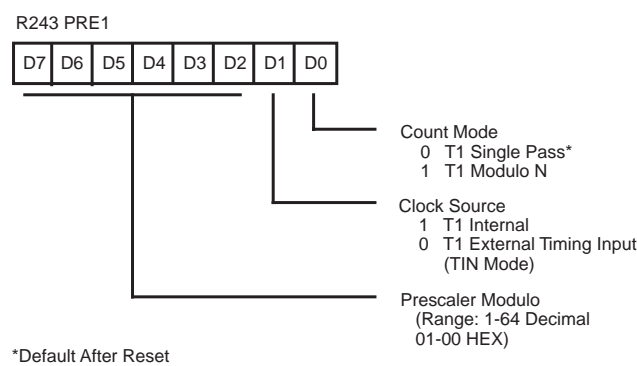 R243 PRE1
D7 D6 D5 D4 D3 D2 D1 D0
Count Mode
0 T1 Single Pass*
1 T1 Modulo N
Clock Source
1 T1 Internal
0 T1 External Timing Input
(TIN Mode)
Prescaler Modulo
(Range: 1-64 Decimal
01-00 HEX)
*Default After Reset